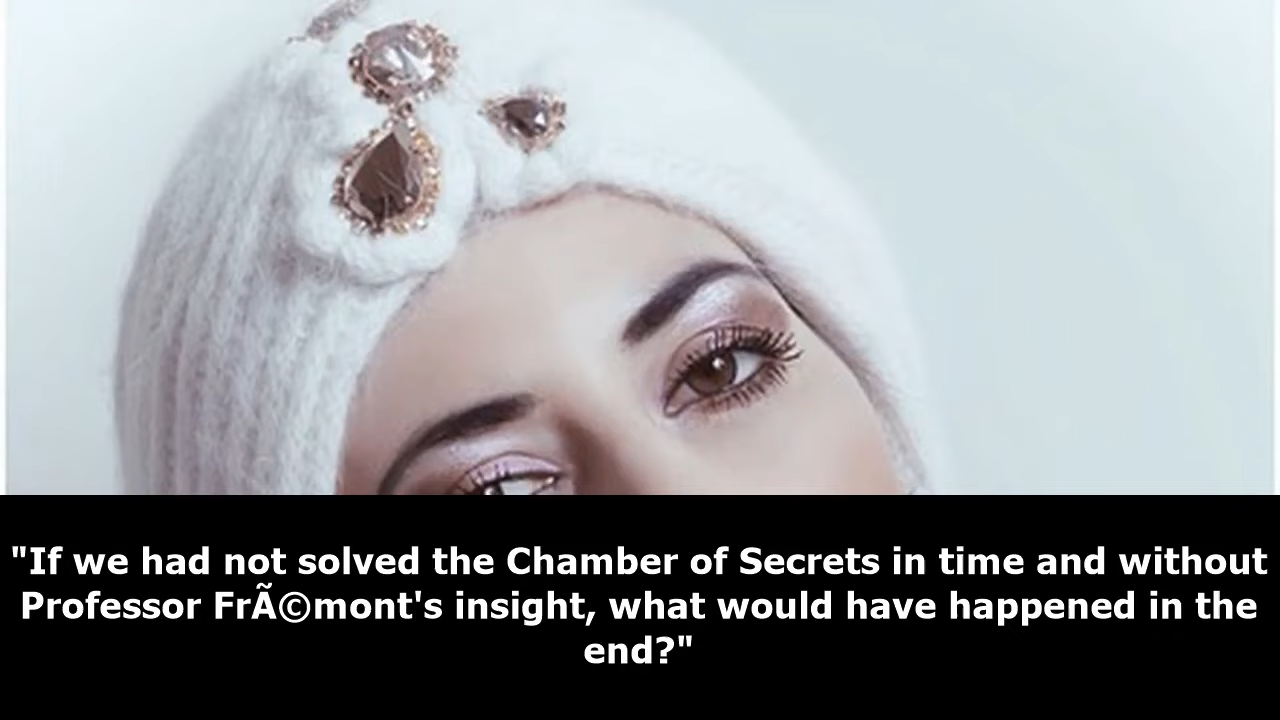 "If we had not solved the Chamber of Secrets in time and without
Professor FrÃ©mont's insight, what would have happened in the
end?"